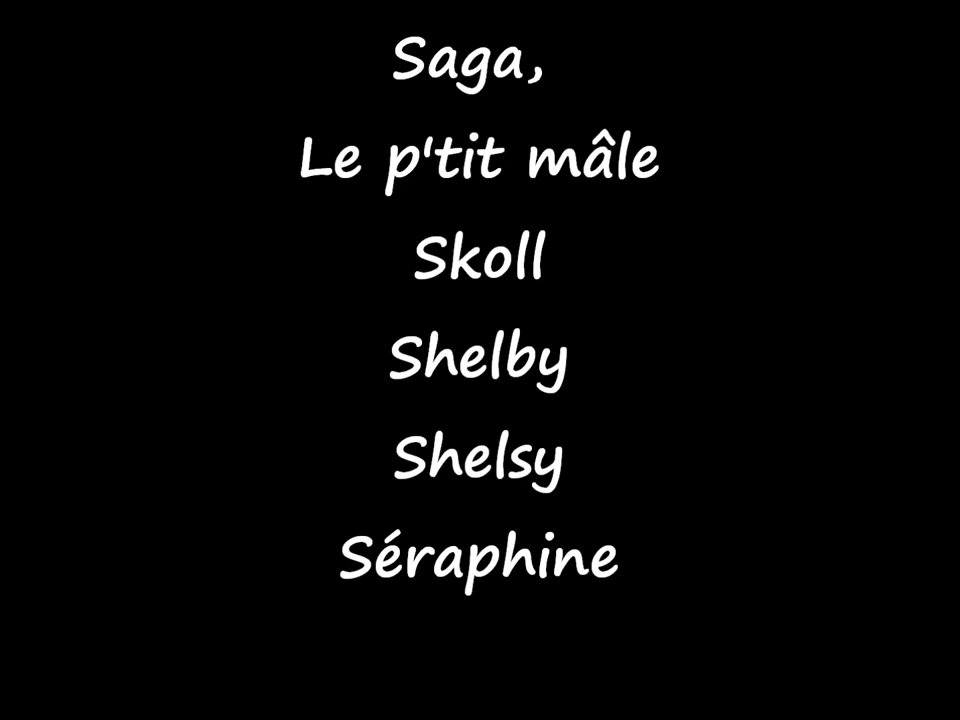 Saga,
Le p'tit mâle
Skoll
Shelby
Shelsy
Séraphine